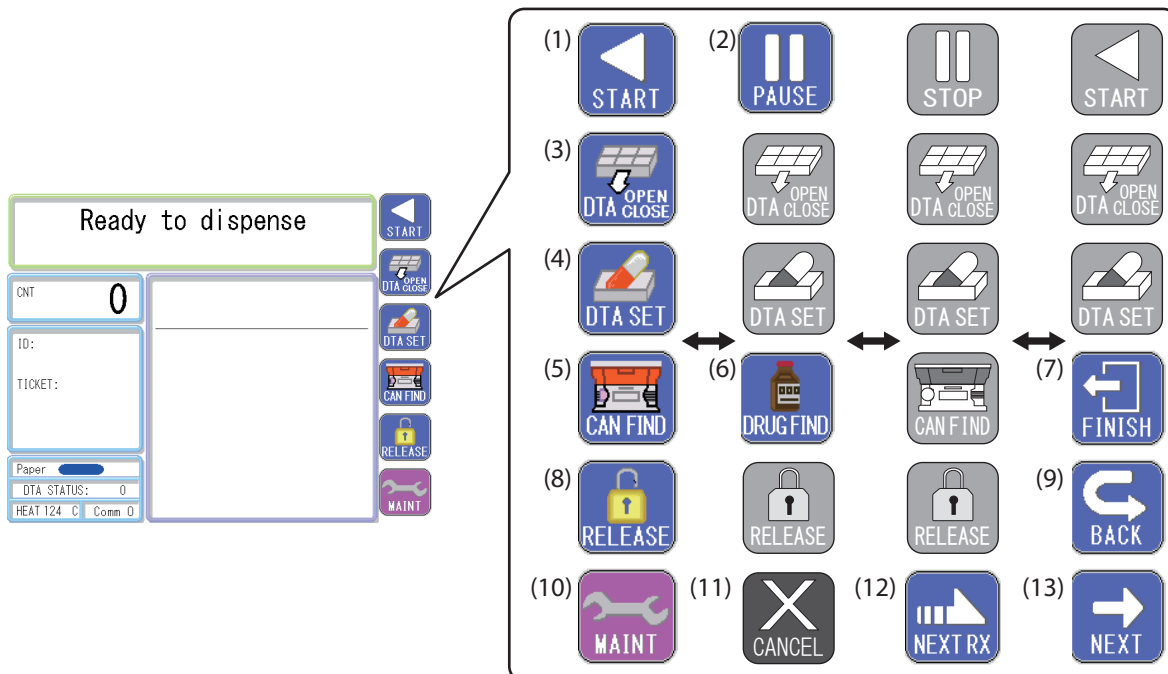 Ready to dispense
CNT
0
ID:
TICKET:
Paper
DTA STATUS: 0
HEAT 124 C Comm 0
START
DTA OPEN CLOSE
DTA SET
CAN FIND
RELEASE
MAINT
(1) START (2) PAUSE STOP START
(3) DTA OPEN CLOSE DTA OPEN CLOSE DTA OPEN CLOSE DTA OPEN CLOSE
(4) DTA SET DTA SET DTA SET DTA SET
(5) CAN FIND (6) DRUG FIND CAN FIND (7) FINISH
(8) RELEASE RELEASE RELEASE (9) BACK
(10) MAINT (11) CANCEL (12) NEXT RX (13) NEXT